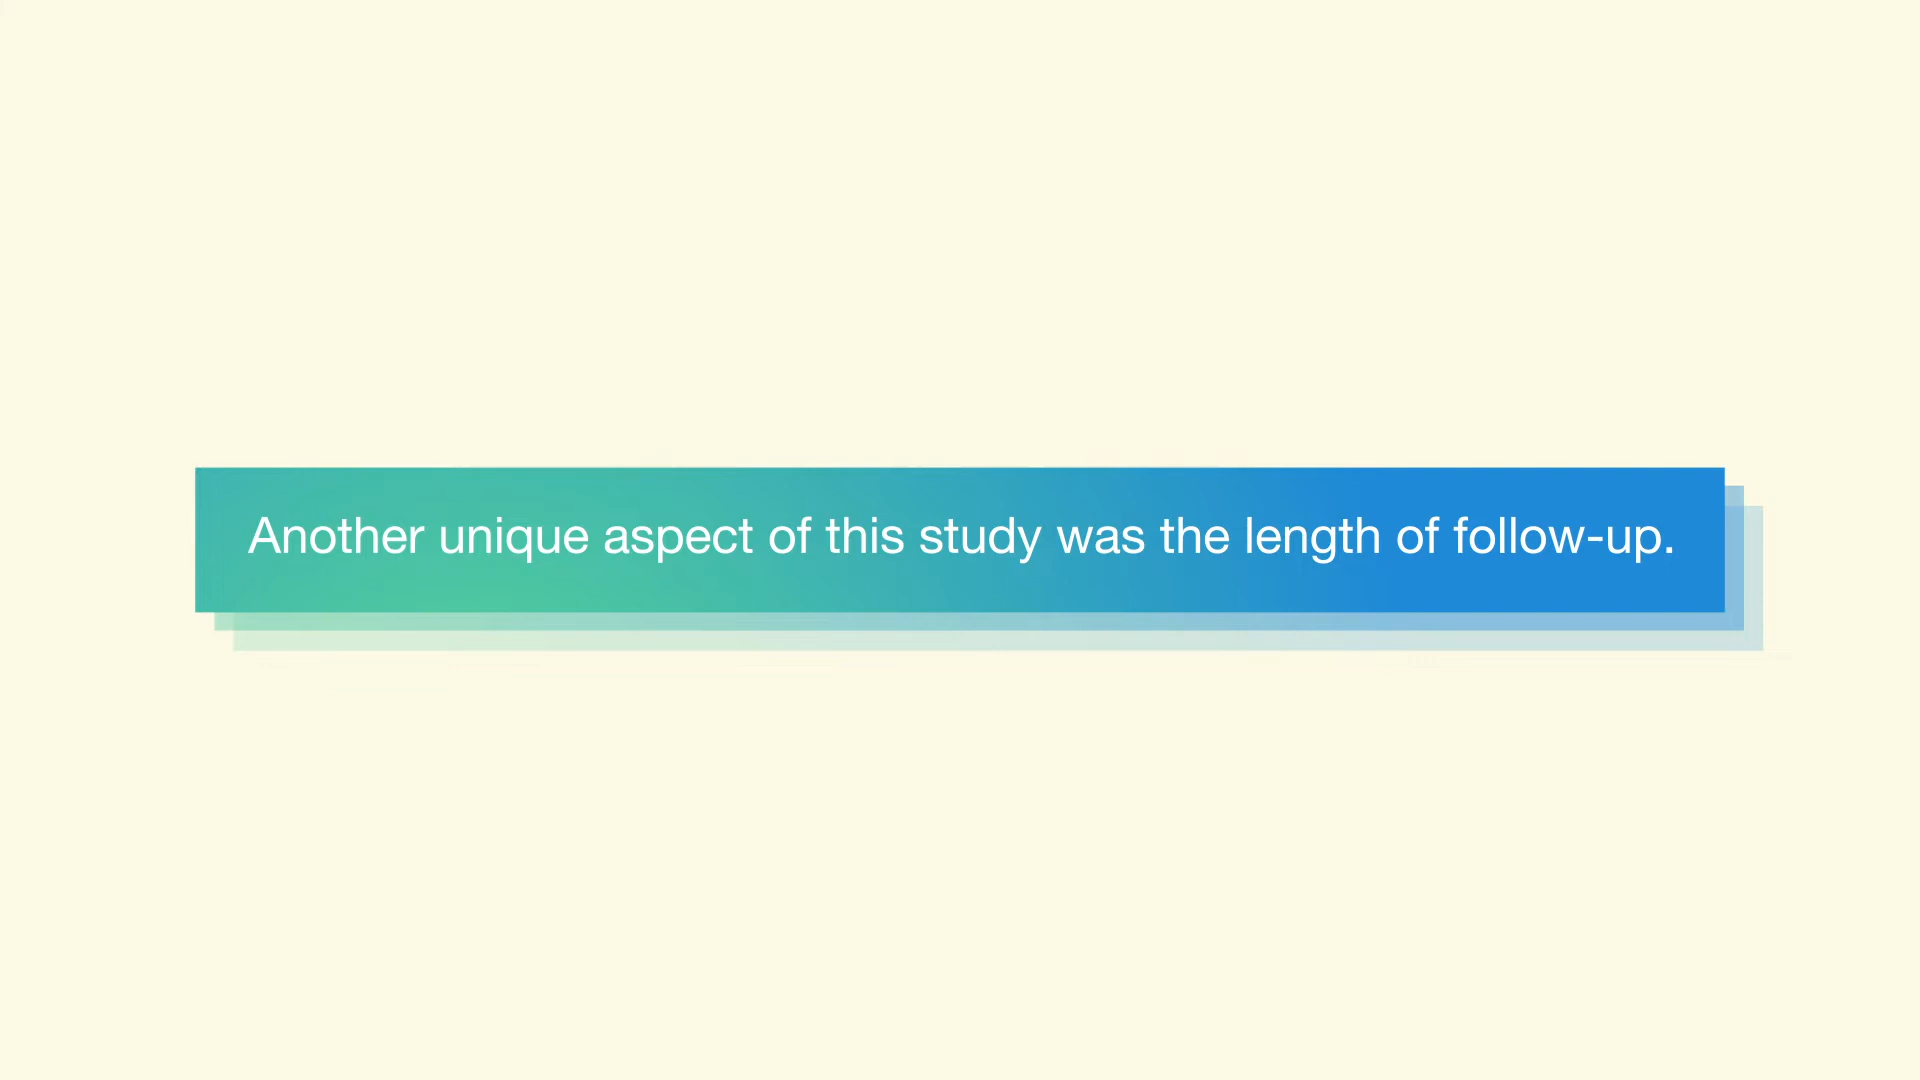 Another unique aspect of this study was the length of follow-up.